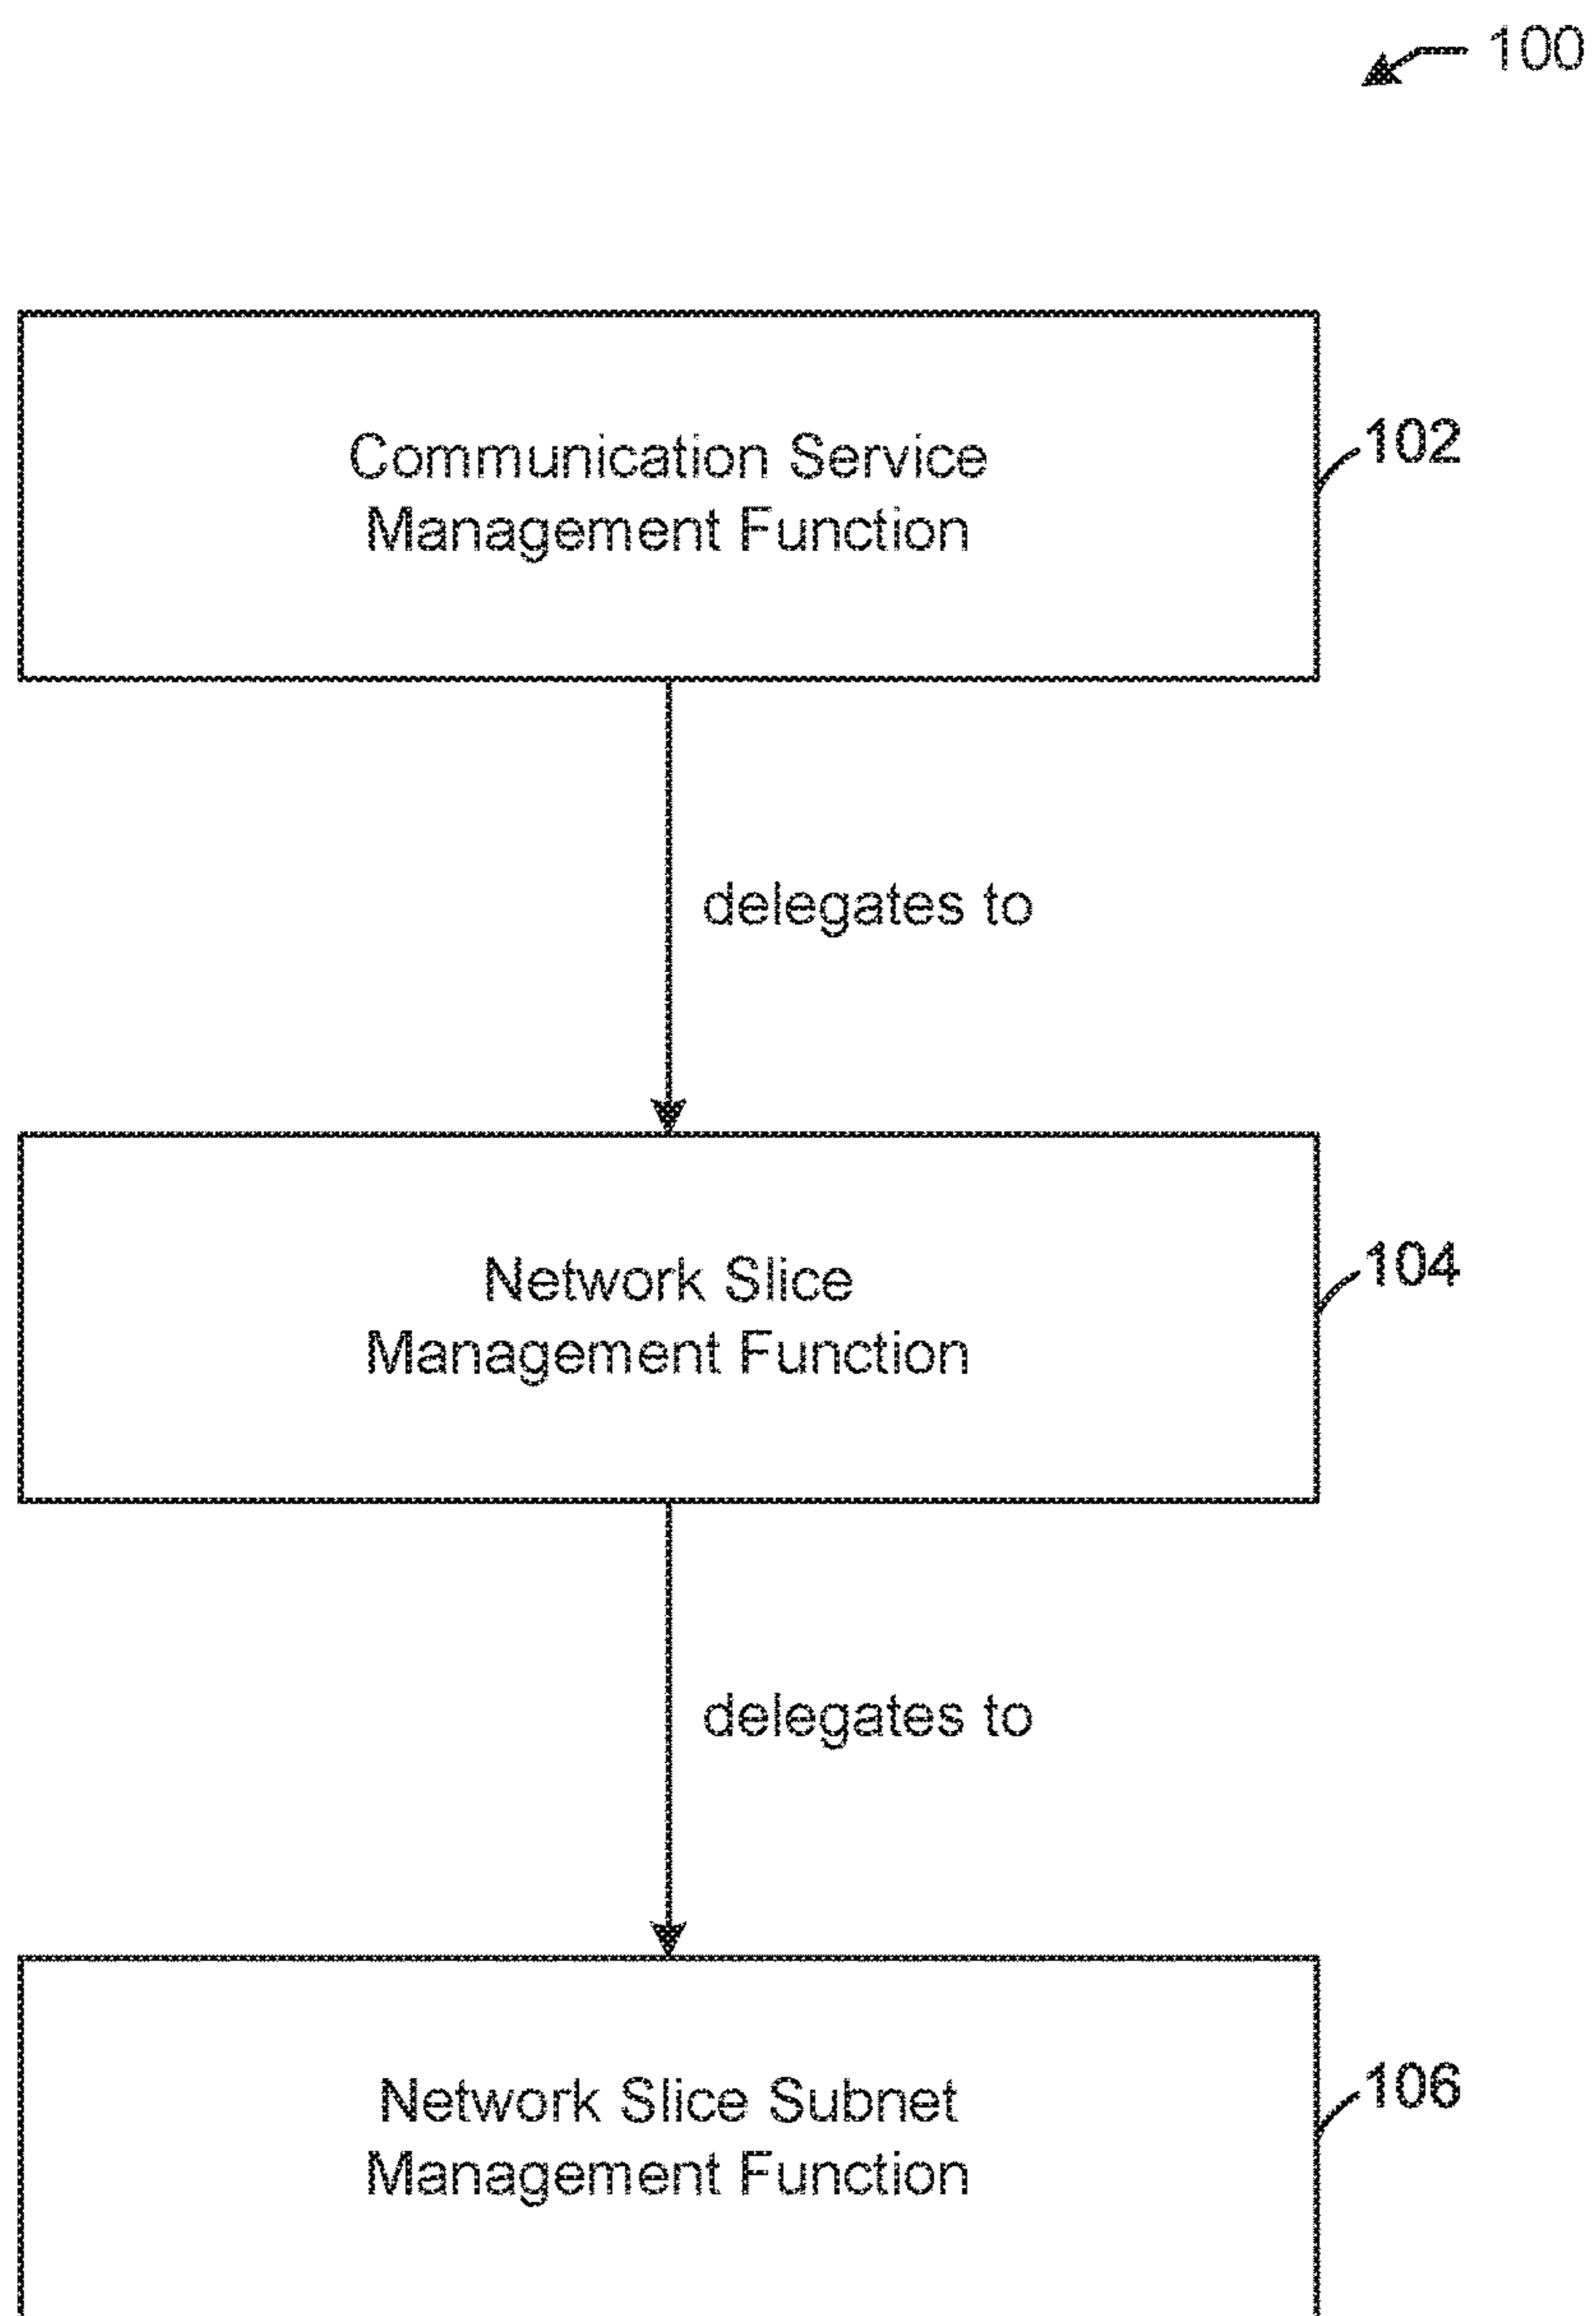 100
Communication Service
Management Function
102
delegates to
Network Slice
Management Function
104
delegates to
Network Slice Subnet
Management Function
106